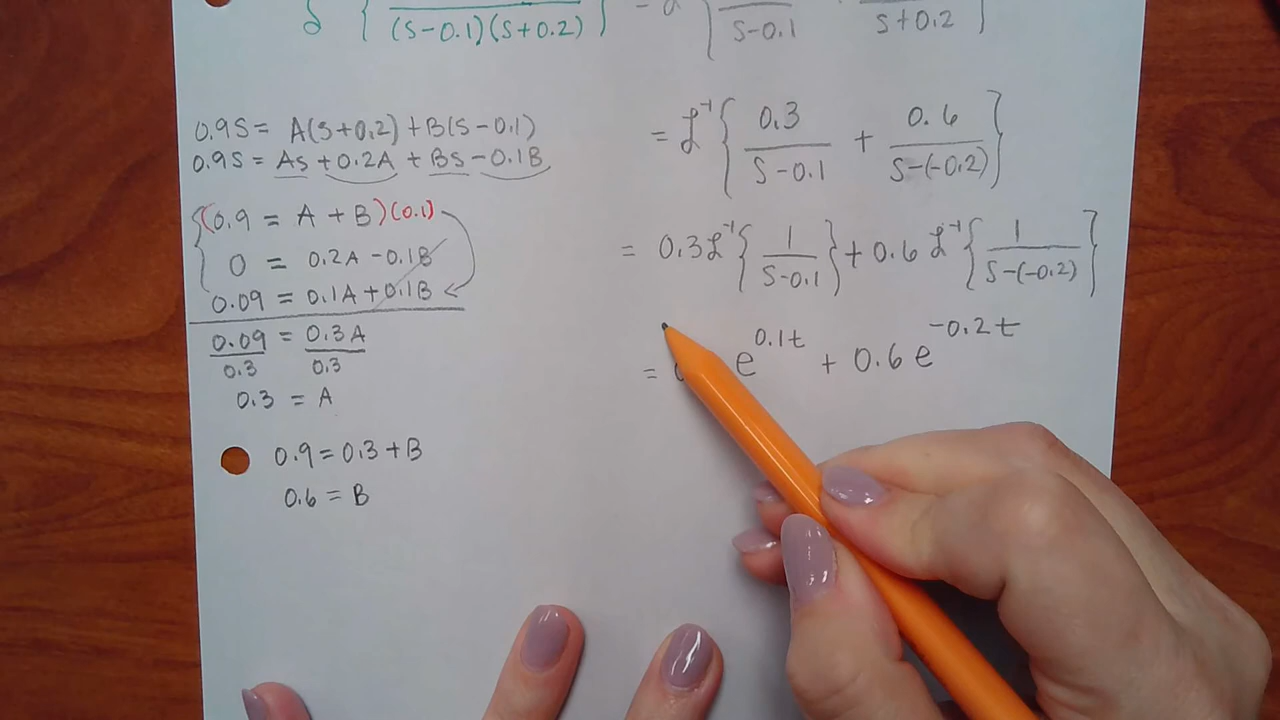 (S-0.1)(S+0.2)
S-0.1 S+0.2
0.9S = A(S+0.2) + B(S-0.1)
0.9S = AS + 0.2A + BS - 0.1B
(0.9 = A + B)(0.1)
0 = 0.2A - 0.1B
0.09 = 0.1A + 0.1B
0.09 = 0.3A
0.3 0.3
0.3 = A
0.9 = 0.3 + B
0.6 = B
= ℒ⁻¹{ 0.3/(S-0.1) + 0.6/(S-(-0.2)) }
= 0.3ℒ⁻¹{ 1/(S-0.1) } + 0.6 ℒ⁻¹{ 1/(S-(-0.2)) }
= e^(0.1t) + 0.6 e^(-0.2t)